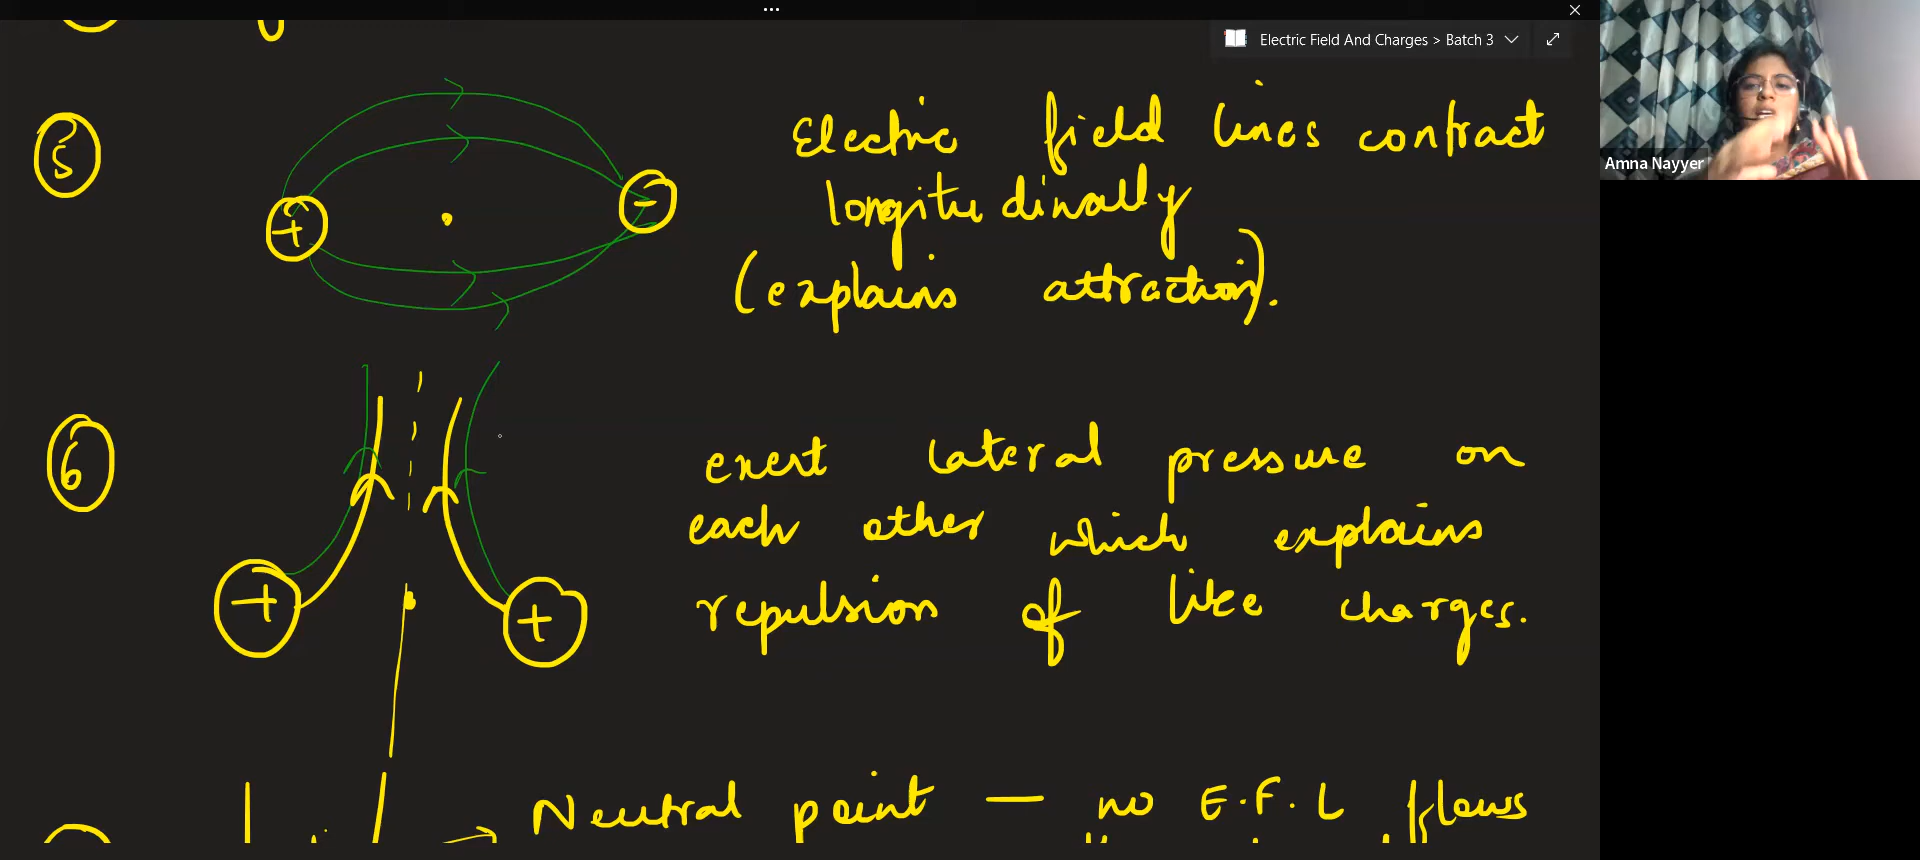 Electric Field And Charges > Batch 3
Amna Nayyer
5
+
-
Electric field lines contract
longitudinally
(explains attraction).
6
+
+
exert lateral pressure on
each other which explains
repulsion of like charges.
Neutral point — no E.F.L flows